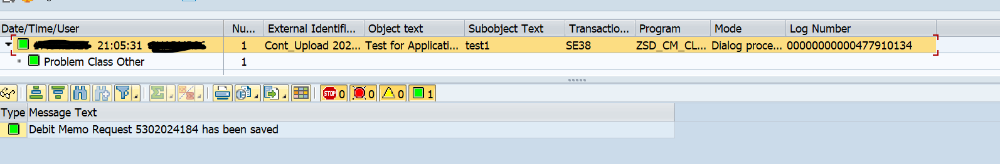 Date/Time/User Nu... External Identifi... Object text Subobject Text Transactio... Program Mode Log Number
21:05:31 1 Cont_Upload 202... Test for Applicati... test1 SE38 ZSD_CM_CL... Dialog proce... 00000000000477910134
Problem Class Other 1
STOP 0 0 0 1
Type Message Text
Debit Memo Request 5302024184 has been saved